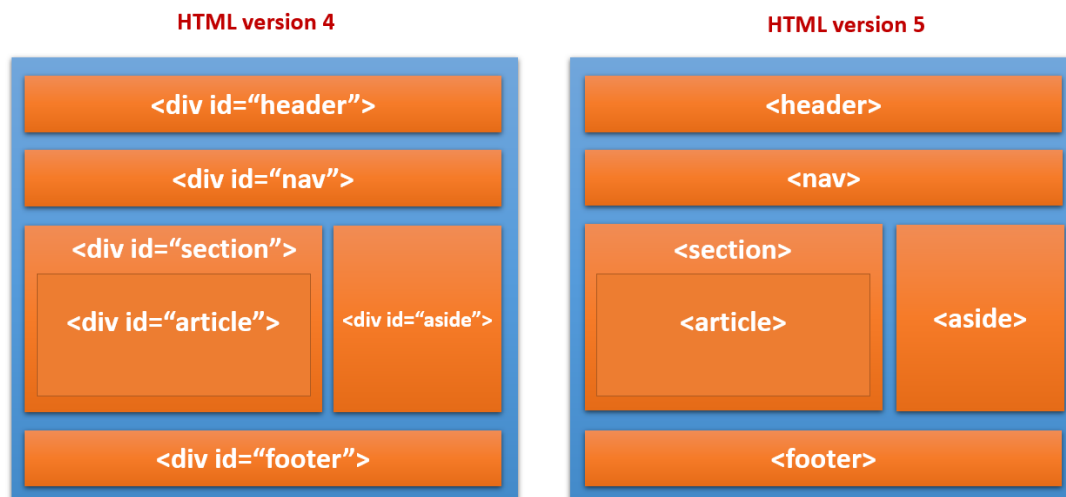 HTML version 4
<div id=“header”>
<div id=“nav”>
<div id=“section”>
<div id=“article”>
<div id=“aside”>
<div id=“footer”>
HTML version 5
<header>
<nav>
<section>
<article>
<aside>
<footer>